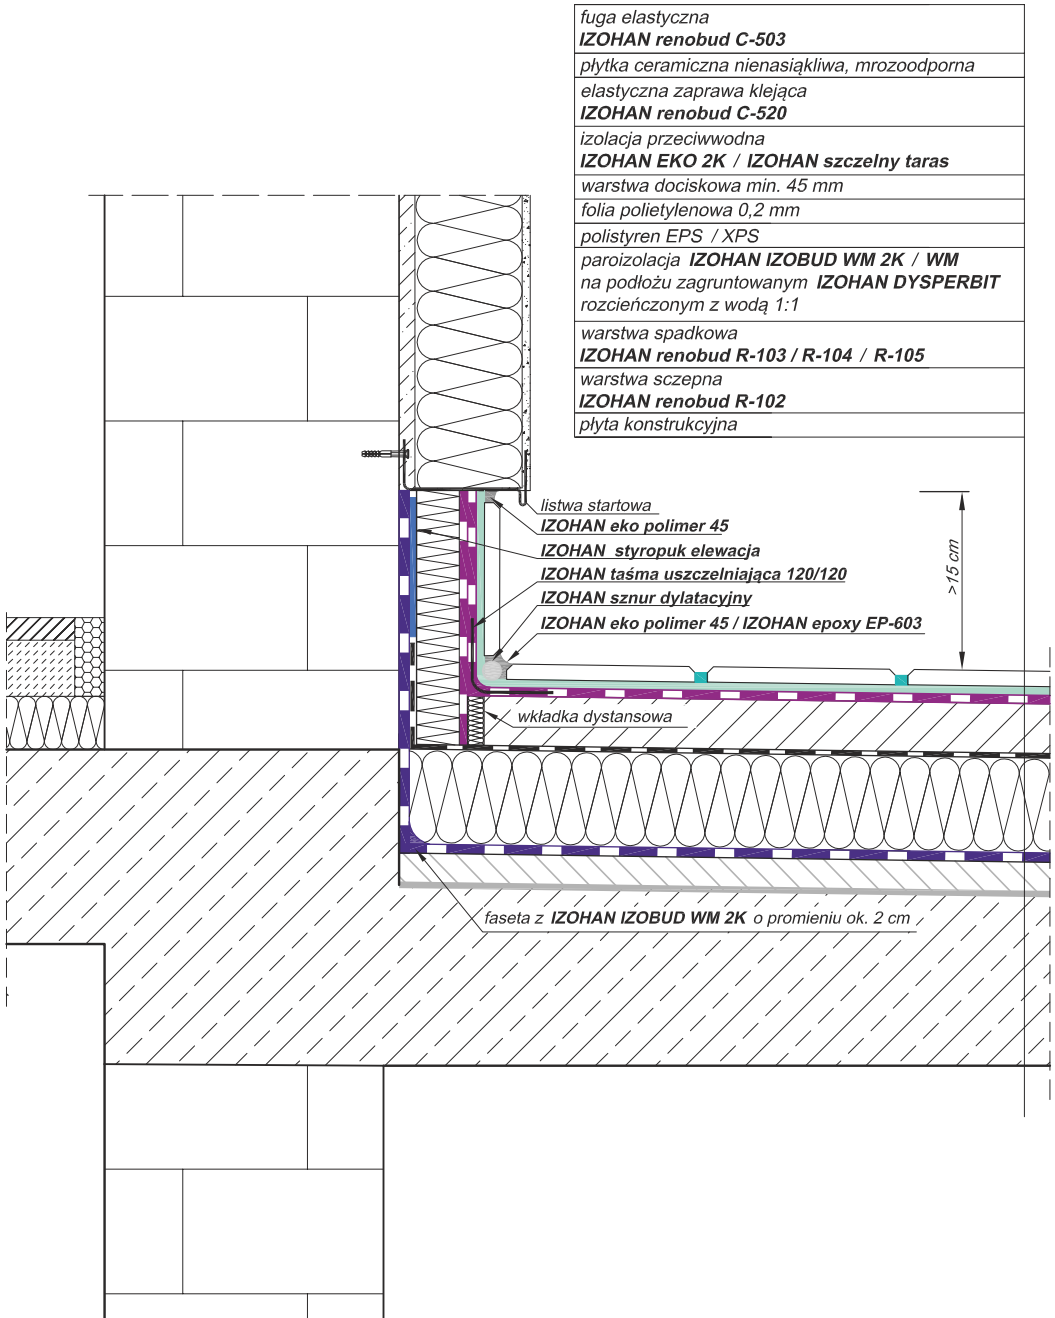 fuga elastyczna
IZOHAN renobud C-503
płytka ceramiczna nienasiąkliwa, mrozoodporna
elastyczna zaprawa klejąca
IZOHAN renobud C-520
izolacja przeciwwodna
IZOHAN EKO 2K / IZOHAN szczelny taras
warstwa dociskowa min. 45 mm
folia polietylenowa 0,2 mm
polistyren EPS / XPS
paroizolacja IZOHAN IZOBUD WM 2K / WM
na podłożu zagruntowanym IZOHAN DYSPERBIT
rozcieńczonym z wodą 1:1
warstwa spadkowa
IZOHAN renobud R-103 / R-104 / R-105
warstwa sczepna
IZOHAN renobud R-102
płyta konstrukcyjna
listwa startowa
IZOHAN eko polimer 45
IZOHAN styropuk elewacja
IZOHAN taśma uszczelniająca 120/120
IZOHAN sznur dylatacyjny
IZOHAN eko polimer 45 / IZOHAN epoxy EP-603
>15 cm
wkładka dystansowa
faseta z IZOHAN IZOBUD WM 2K o promieniu ok. 2 cm